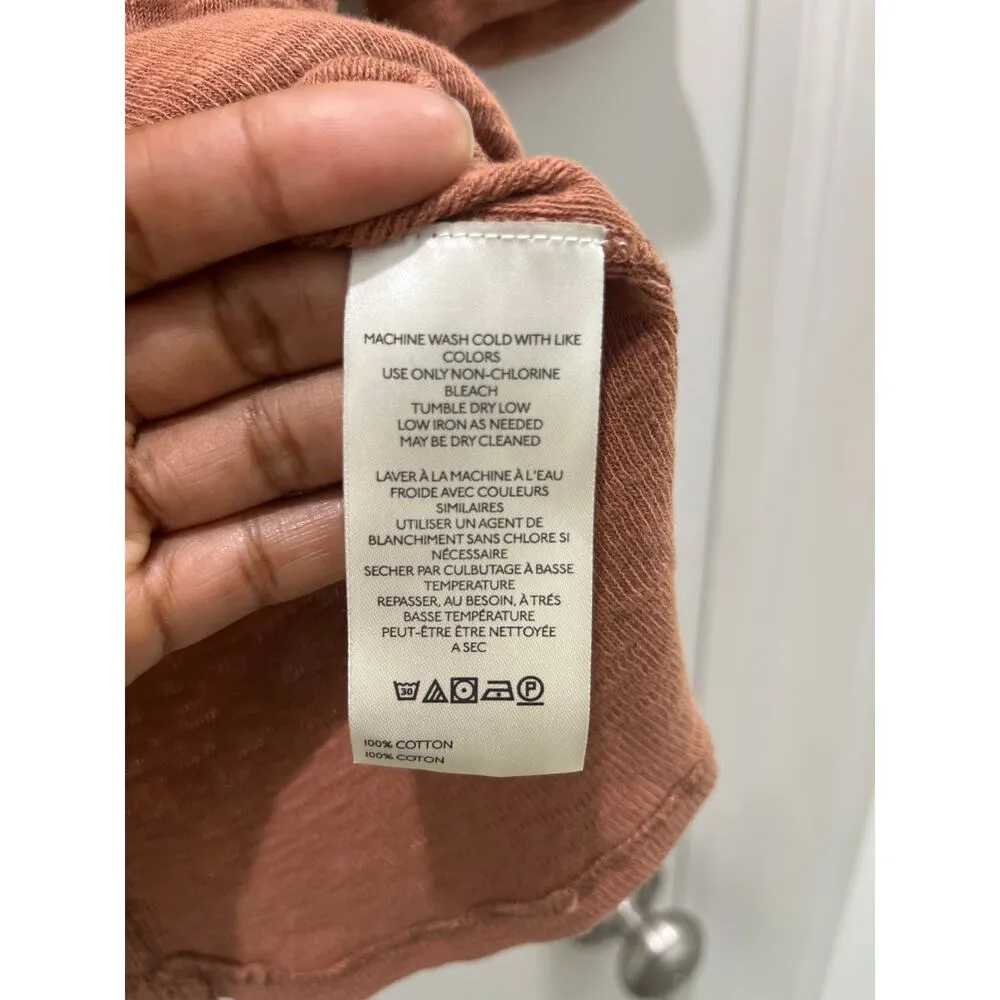 MACHINE WASH COLD WITH LIKE
COLORS
USE ONLY NON-CHLORINE
BLEACH
TUMBLE DRY LOW
LOW IRON AS NEEDED
MAY BE DRY CLEANED
LAVER À LA MACHINE À L'EAU
FROIDE AVEC COULEURS
SIMILAIRES
UTILISER UN AGENT DE
BLANCHIMENT SANS CHLORE SI
NÉCESSAIRE
SECHER PAR CULBUTAGE À BASSE
TEMPERATURE
REPASSER, AU BESOIN, À TRÉS
BASSE TEMPÉRATURE
PEUT-ÊTRE ÊTRE NETTOYÉE
A SEC
30 P
100% COTTON
100% COTON